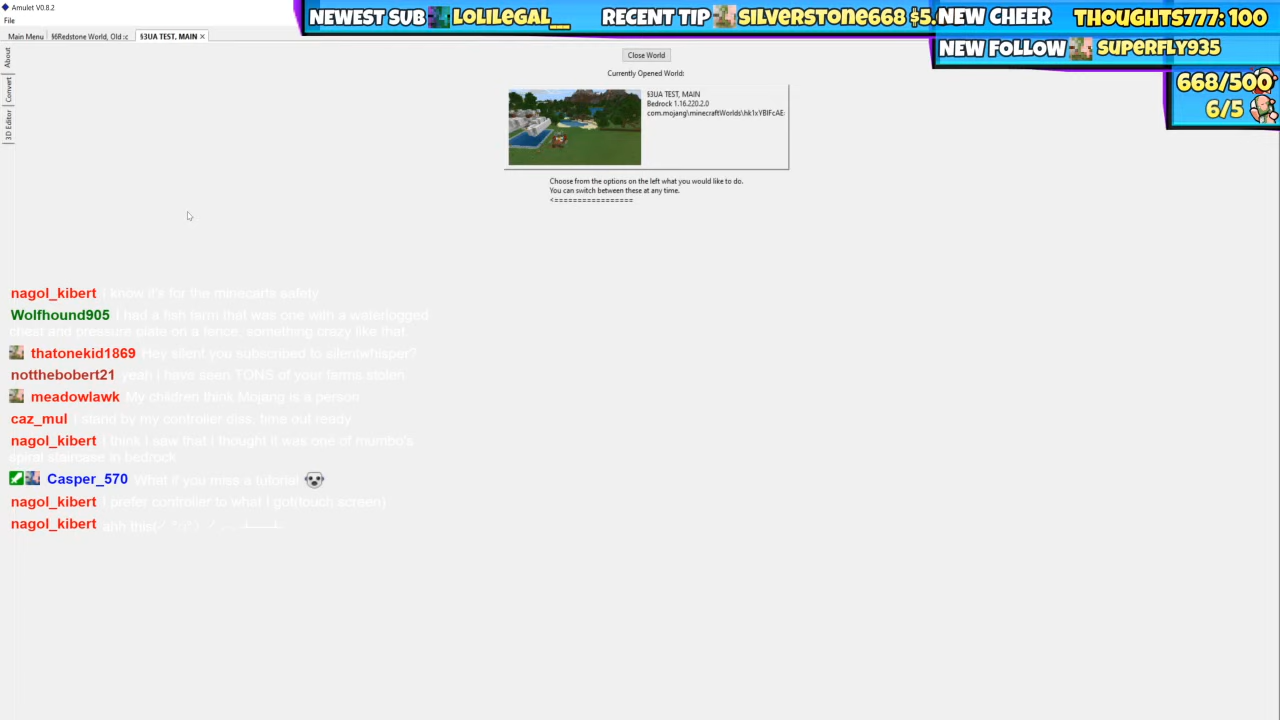 Amulet V0.8.2
File
Main Menu §6Redstone World, Old :c §3UA TEST, MAIN
About
Convert
3D Editor
NEWEST SUB LOLILEGAL__ RECENT TIP SILVERSTONE668 $5. NEW CHEER THOUGHTS777: 100
NEW FOLLOW SUPERFLY935
668/500
6/5
Close World
Currently Opened World:
§3UA TEST, MAIN
Bedrock 1.16.220.2.0
Choose from the options on the left what you would like to do.
You can switch between these at any time.
<=================
nagol_kibert I know it's for the minecarts safety
Wolfhound905 I had a fish farm that was one with a waterlogged
chest and pressure plate on a fence. something crazy like that.
thatonekid1869 Hey silent you subscribed to silentwhisper?
notthebobert21 yeah i have seen TONS of your farms stolen
meadowlawk My children think Mojang is a person
caz_mul I stand by my controller diss, time out ready
nagol_kibert I think I saw that I thought it was one of mumbo's
spiral staircase in bedrock
Casper_570 What if you miss a tutorial
nagol_kibert I prefer controller to what I got(touch screen)
nagol_kibert ahh this